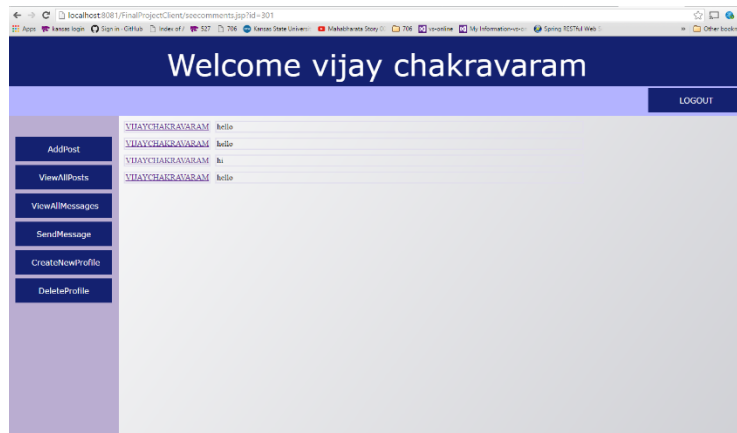 localhost:8081/FinalProjectClient/seecomments.jsp?id=301
Apps kansas login Sign in · GitHub Index of / 527 706 Kansas State Universi Mahabharata Story 706 vs-online My Information Spring RESTful Web S » Other books
Welcome vijay chakravaram
LOGOUT
VIJAYCHAKRAVARAM hello
AddPost
VIJAYCHAKRAVARAM hello
VIJAYCHAKRAVARAM hi
ViewAllPosts
VIJAYCHAKRAVARAM hello
ViewAllMessages
SendMessage
CreateNewProfile
DeleteProfile